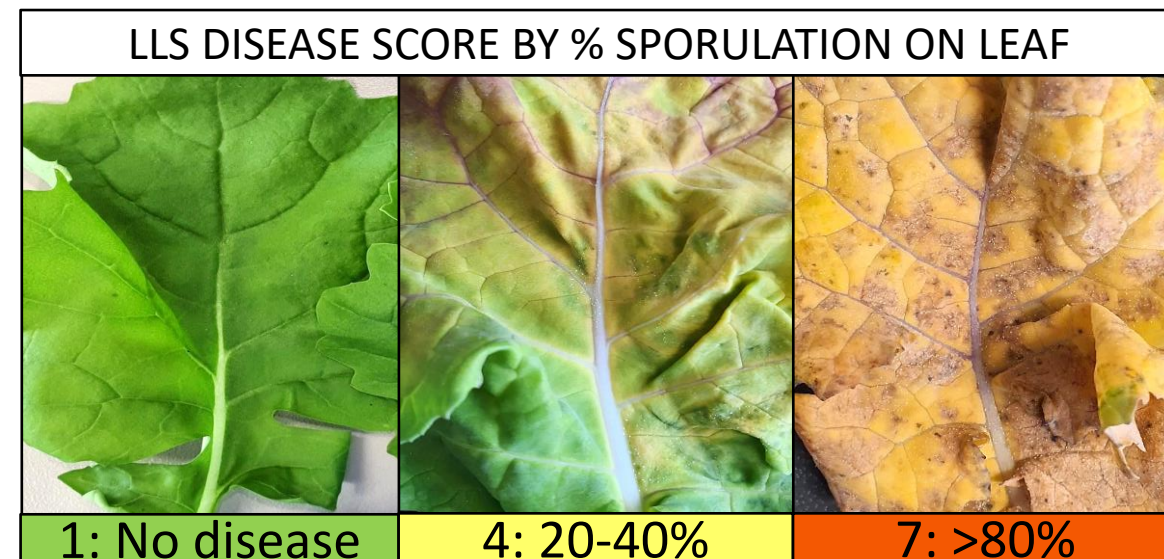 LLS DISEASE SCORE BY % SPORULATION ON LEAF
1: No disease
4: 20-40%
7: >80%